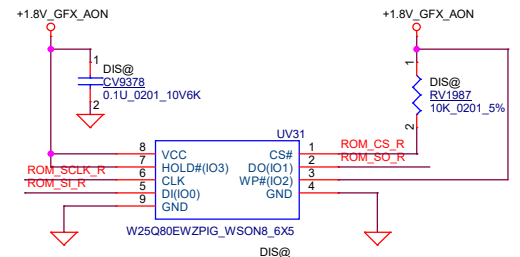 +1.8V_GFX_AON
+1.8V_GFX_AON
1
DIS@
CV9378
0.1U_0201_10V6K
2
1
DIS@
RV1987
10K_0201_5%
2
UV31
8 VCC CS# 1 ROM_CS_R
7 HOLD#(IO3) DO(IO1) 2 ROM_SO_R
ROM_SCLK_R 6 CLK WP#(IO2) 3
ROM_SI_R 5 DI(IO0) GND 4
9 GND
W25Q80EWZPIG_WSON8_6X5
DIS@